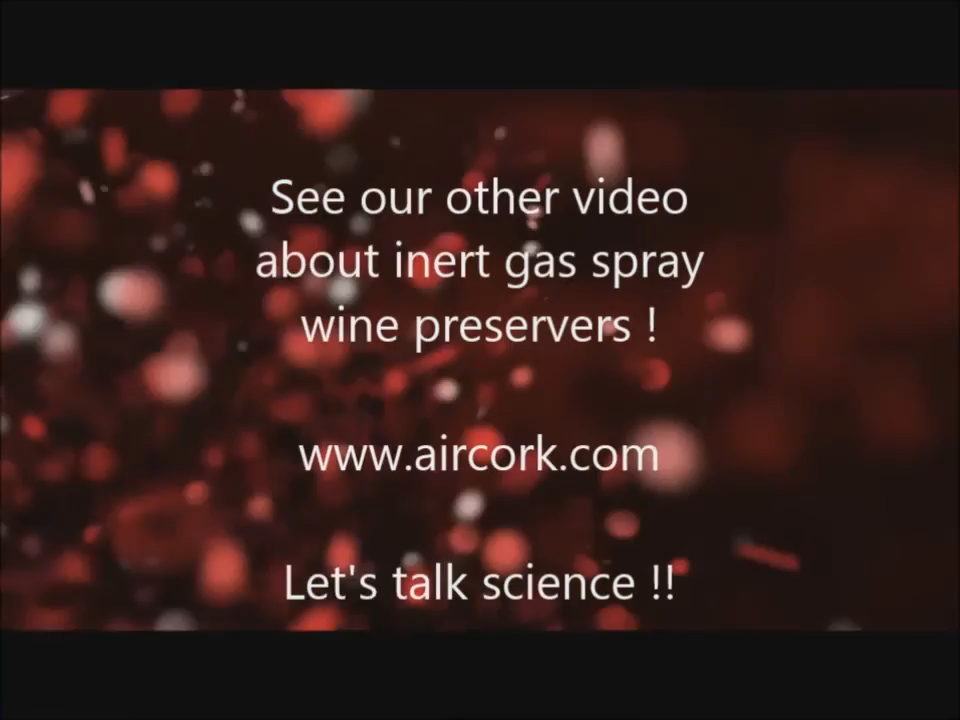 See our other video
about inert gas spray
wine preservers !
www.aircork.com
Let's talk science !!